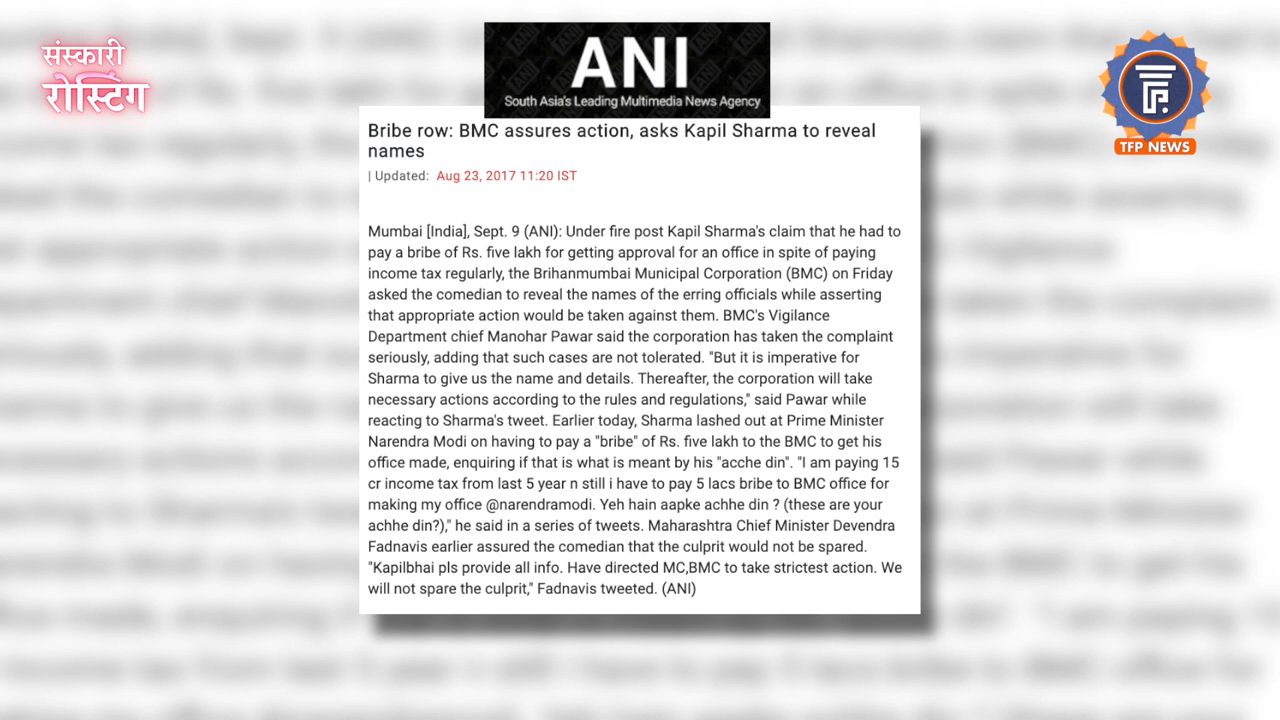 संस्कारी
रोस्टिंग
ANI
South Asia's Leading Multimedia News Agency
TFP NEWS
Bribe row: BMC assures action, asks Kapil Sharma to reveal
names
| Updated: Aug 23, 2017 11:20 IST
Mumbai [India], Sept. 9 (ANI): Under fire post Kapil Sharma's claim that he had to
pay a bribe of Rs. five lakh for getting approval for an office in spite of paying
income tax regularly, the Brihanmumbai Municipal Corporation (BMC) on Friday
asked the comedian to reveal the names of the erring officials while asserting
that appropriate action would be taken against them. BMC's Vigilance
Department chief Manohar Pawar said the corporation has taken the complaint
seriously, adding that such cases are not tolerated. "But it is imperative for
Sharma to give us the name and details. Thereafter, the corporation will take
necessary actions according to the rules and regulations," said Pawar while
reacting to Sharma's tweet. Earlier today, Sharma lashed out at Prime Minister
Narendra Modi on having to pay a "bribe" of Rs. five lakh to the BMC to get his
office made, enquiring if that is what is meant by his "acche din". "I am paying 15
cr income tax from last 5 year n still i have to pay 5 lacs bribe to BMC office for
making my office @narendramodi. Yeh hain aapke achhe din ? (these are your
achhe din?)," he said in a series of tweets. Maharashtra Chief Minister Devendra
Fadnavis earlier assured the comedian that the culprit would not be spared.
"Kapilbhai pls provide all info. Have directed MC,BMC to take strictest action. We
will not spare the culprit," Fadnavis tweeted. (ANI)